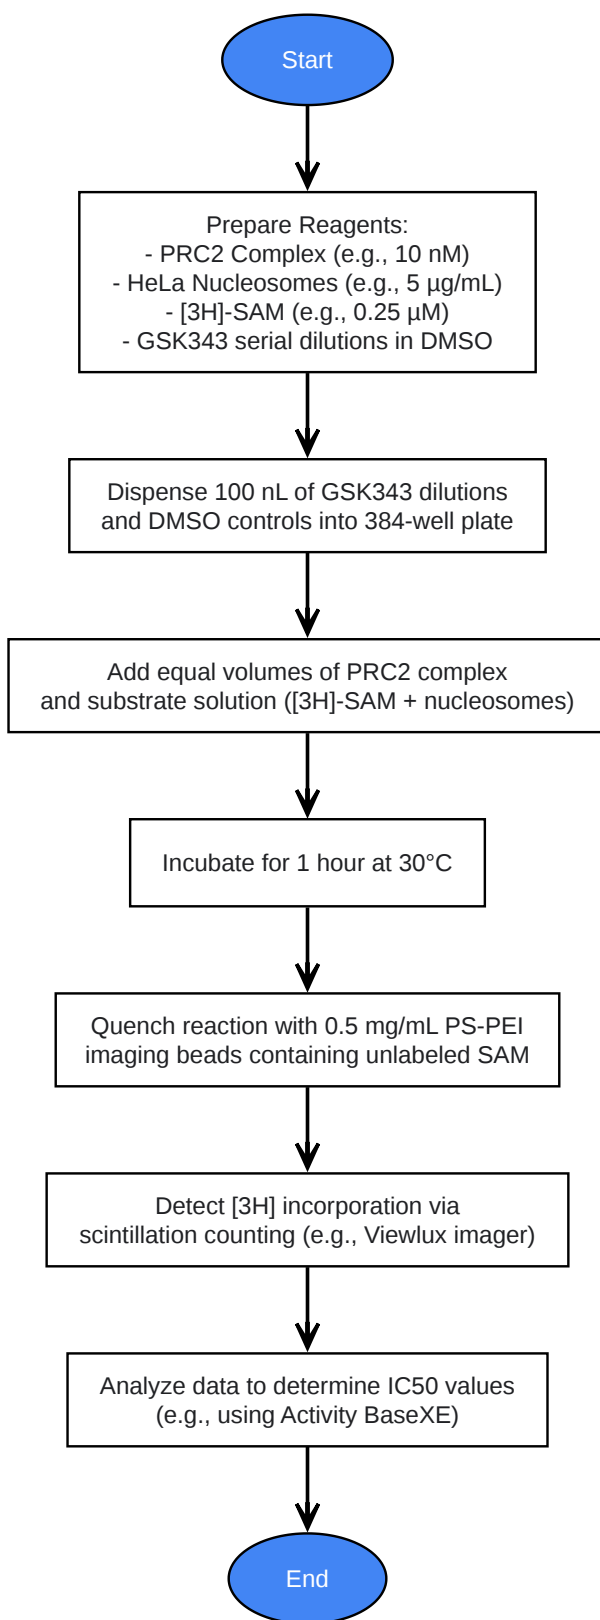 Start
Prepare Reagents:
- PRC2 Complex (e.g., 10 nM)
- HeLa Nucleosomes (e.g., 5 µg/mL)
- [3H]-SAM (e.g., 0.25 µM)
- GSK343 serial dilutions in DMSO
Dispense 100 nL of GSK343 dilutions
and DMSO controls into 384-well plate
Add equal volumes of PRC2 complex
and substrate solution ([3H]-SAM + nucleosomes)
Incubate for 1 hour at 30°C
Quench reaction with 0.5 mg/mL PS-PEI
imaging beads containing unlabeled SAM
Detect [3H] incorporation via
scintillation counting (e.g., Viewlux imager)
Analyze data to determine IC50 values
(e.g., using Activity BaseXE)
End